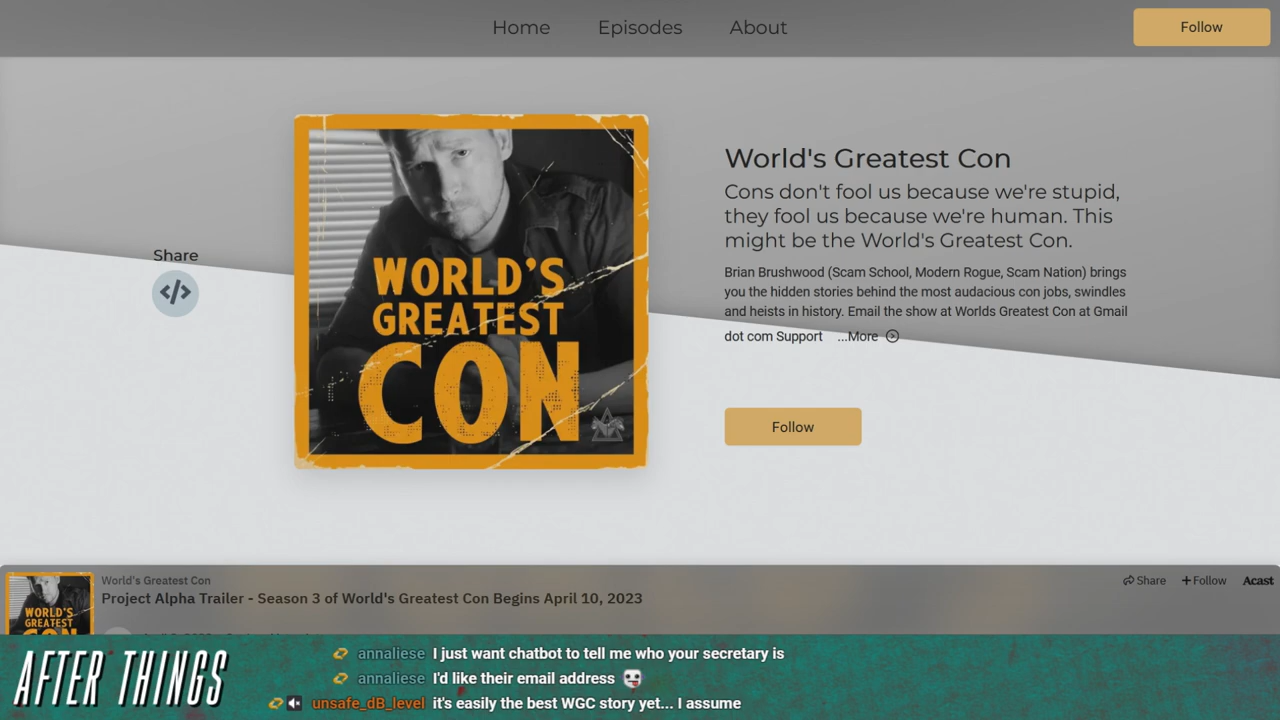 Home Episodes About Follow
Share
WORLD'S
GREATEST
CON
World's Greatest Con
Cons don't fool us because we're stupid,
they fool us because we're human. This
might be the World's Greatest Con.
Brian Brushwood (Scam School, Modern Rogue, Scam Nation) brings
you the hidden stories behind the most audacious con jobs, swindles
and heists in history. Email the show at Worlds Greatest Con at Gmail
dot com Support ...More
Follow
WORLD'S
GREATEST
World's Greatest Con
Project Alpha Trailer - Season 3 of World's Greatest Con Begins April 10, 2023
Share Follow Acast
AFTER THINGS
annaliese I just want chatbot to tell me who your secretary is
annaliese I'd like their email address
unsafe_dB_level it's easily the best WGC story yet... I assume